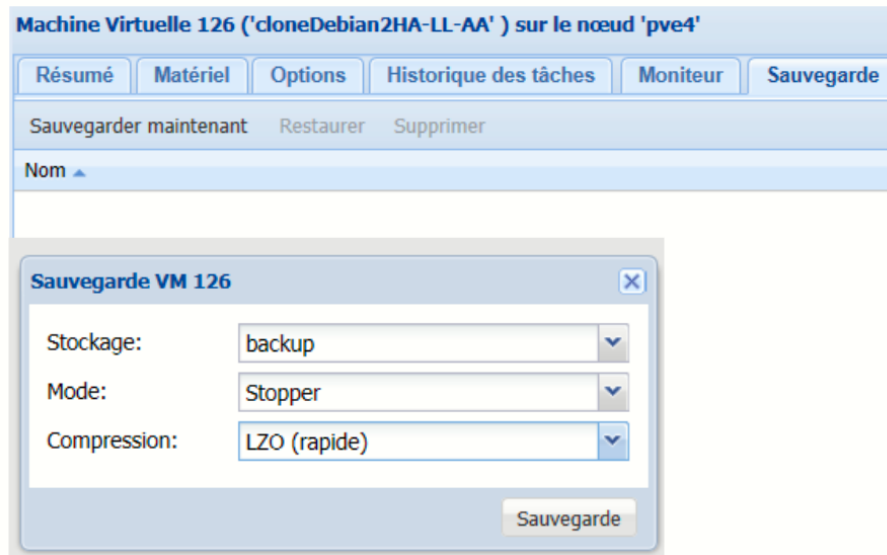 Machine Virtuelle 126 ('cloneDebian2HA-LL-AA' ) sur le nœud 'pve4'
Résumé Matériel Options Historique des tâches Moniteur Sauvegarde
Sauvegarder maintenant Restaurer Supprimer
Nom
Sauvegarde VM 126
Stockage: backup
Mode: Stopper
Compression: LZO (rapide)
Sauvegarde